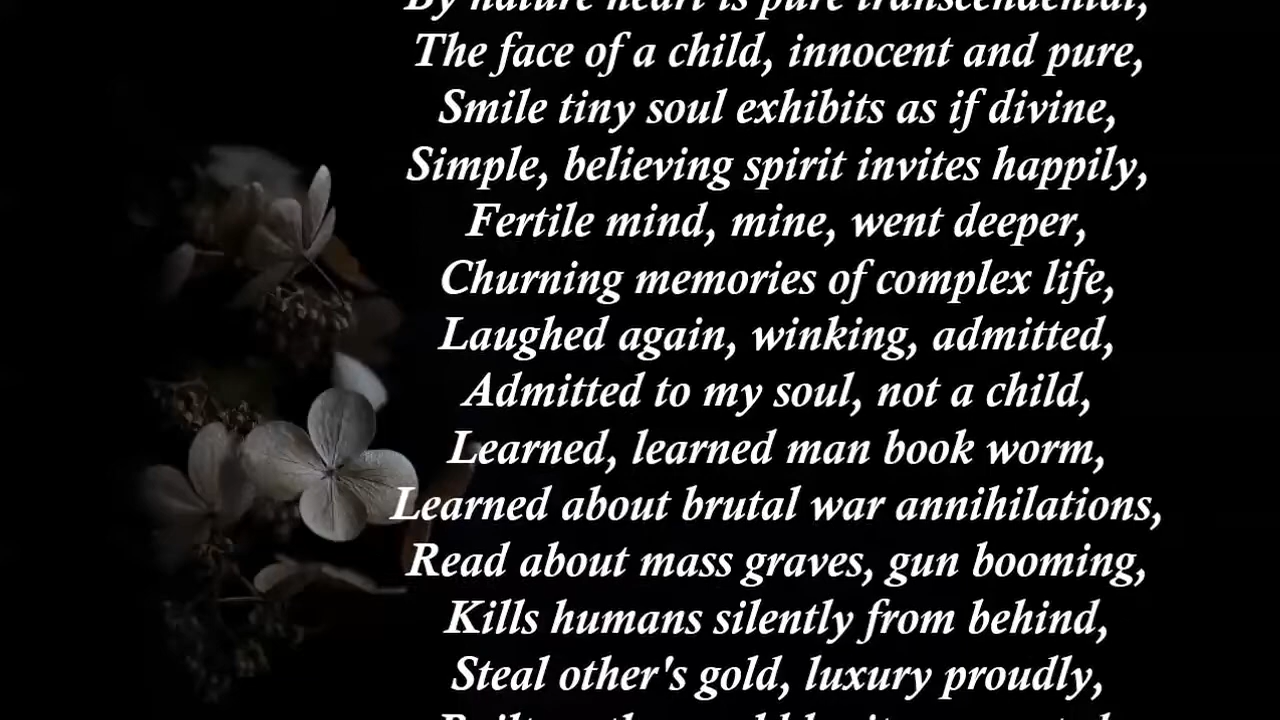 By nature heart is pure transcendental,
The face of a child, innocent and pure,
Smile tiny soul exhibits as if divine,
Simple, believing spirit invites happily,
Fertile mind, mine, went deeper,
Churning memories of complex life,
Laughed again, winking, admitted,
Admitted to my soul, not a child,
Learned, learned man book worm,
Learned about brutal war annihilations,
Read about mass graves, gun booming,
Kills humans silently from behind,
Steal other's gold, luxury proudly,